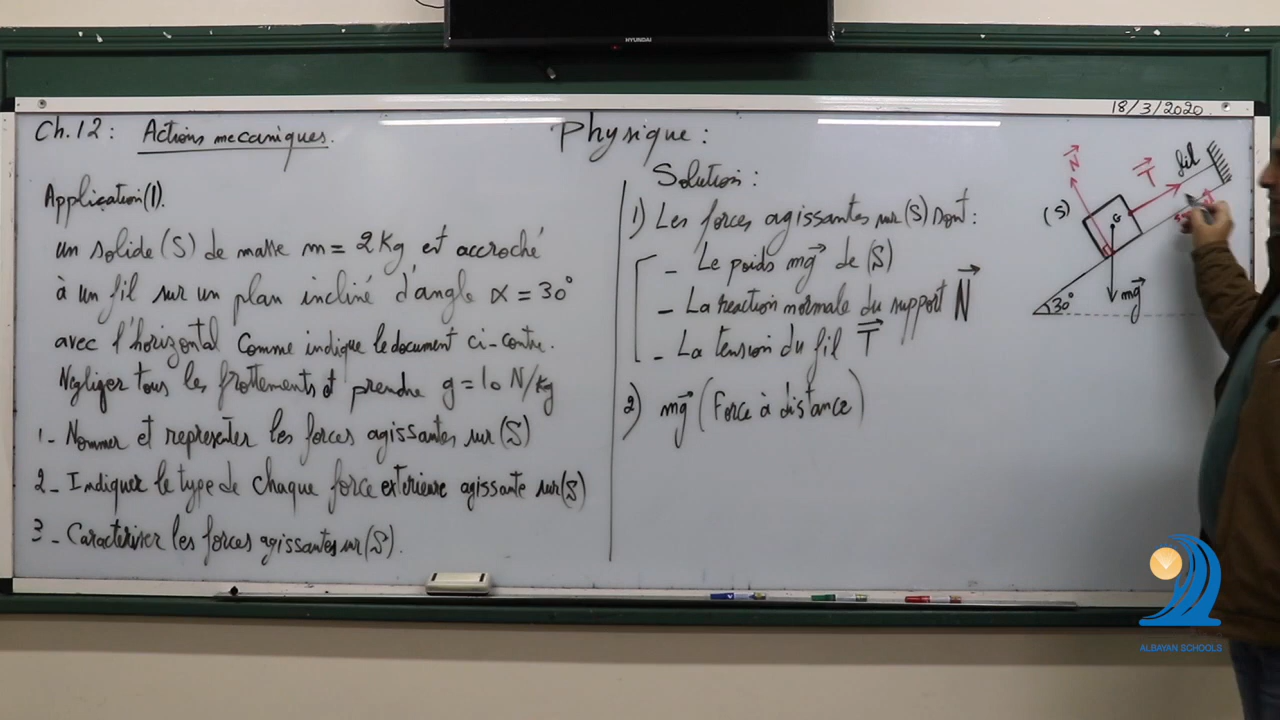 HYUNDAI
18/3/2020
Ch.12: Actions mecaniques.
Physique:
Application(1).
un solide (S) de masse m = 2 Kg est accroché
à un fil sur un plan incliné d'angle α = 30°
avec l'horizontal comme indique le document ci-contre.
Négliger tous les frottements et prendre g = 10 N/Kg
1- Nommer et representer les forces agissantes sur (S)
2- Indiquer le type de chaque force exterieure agissante sur (S)
3- Caracteriser les forces agissantes sur (S).
Solution:
1) Les forces agissantes sur (S) sont:
- Le poids mg⃗ de (S)
- La reaction normale du support N⃗
- La tension du fil T⃗
2) mg⃗ (Force à distance)
N⃗
T⃗
fil
(S)
G
30°
mg⃗
ALBAYAN SCHOOLS